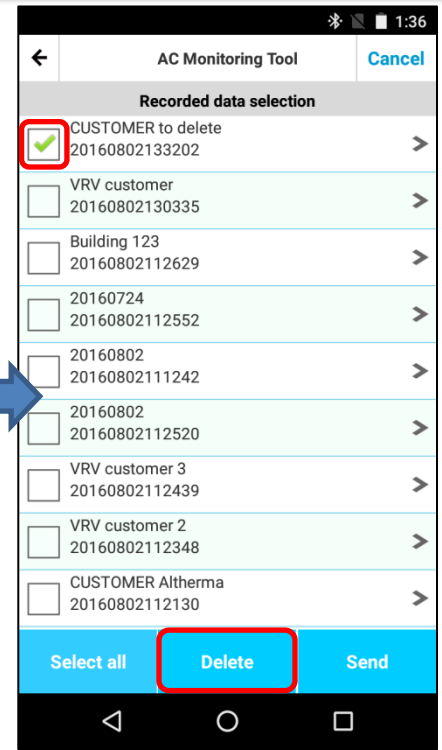 1:36
AC Monitoring Tool
Cancel
Recorded data selection
CUSTOMER to delete
20160802133202
VRV customer
20160802130335
Building 123
20160802112629
20160724
20160802112552
20160802
20160802111242
20160802
20160802112520
VRV customer 3
20160802112439
VRV customer 2
20160802112348
CUSTOMER Altherma
20160802112130
Select all
Delete
Send